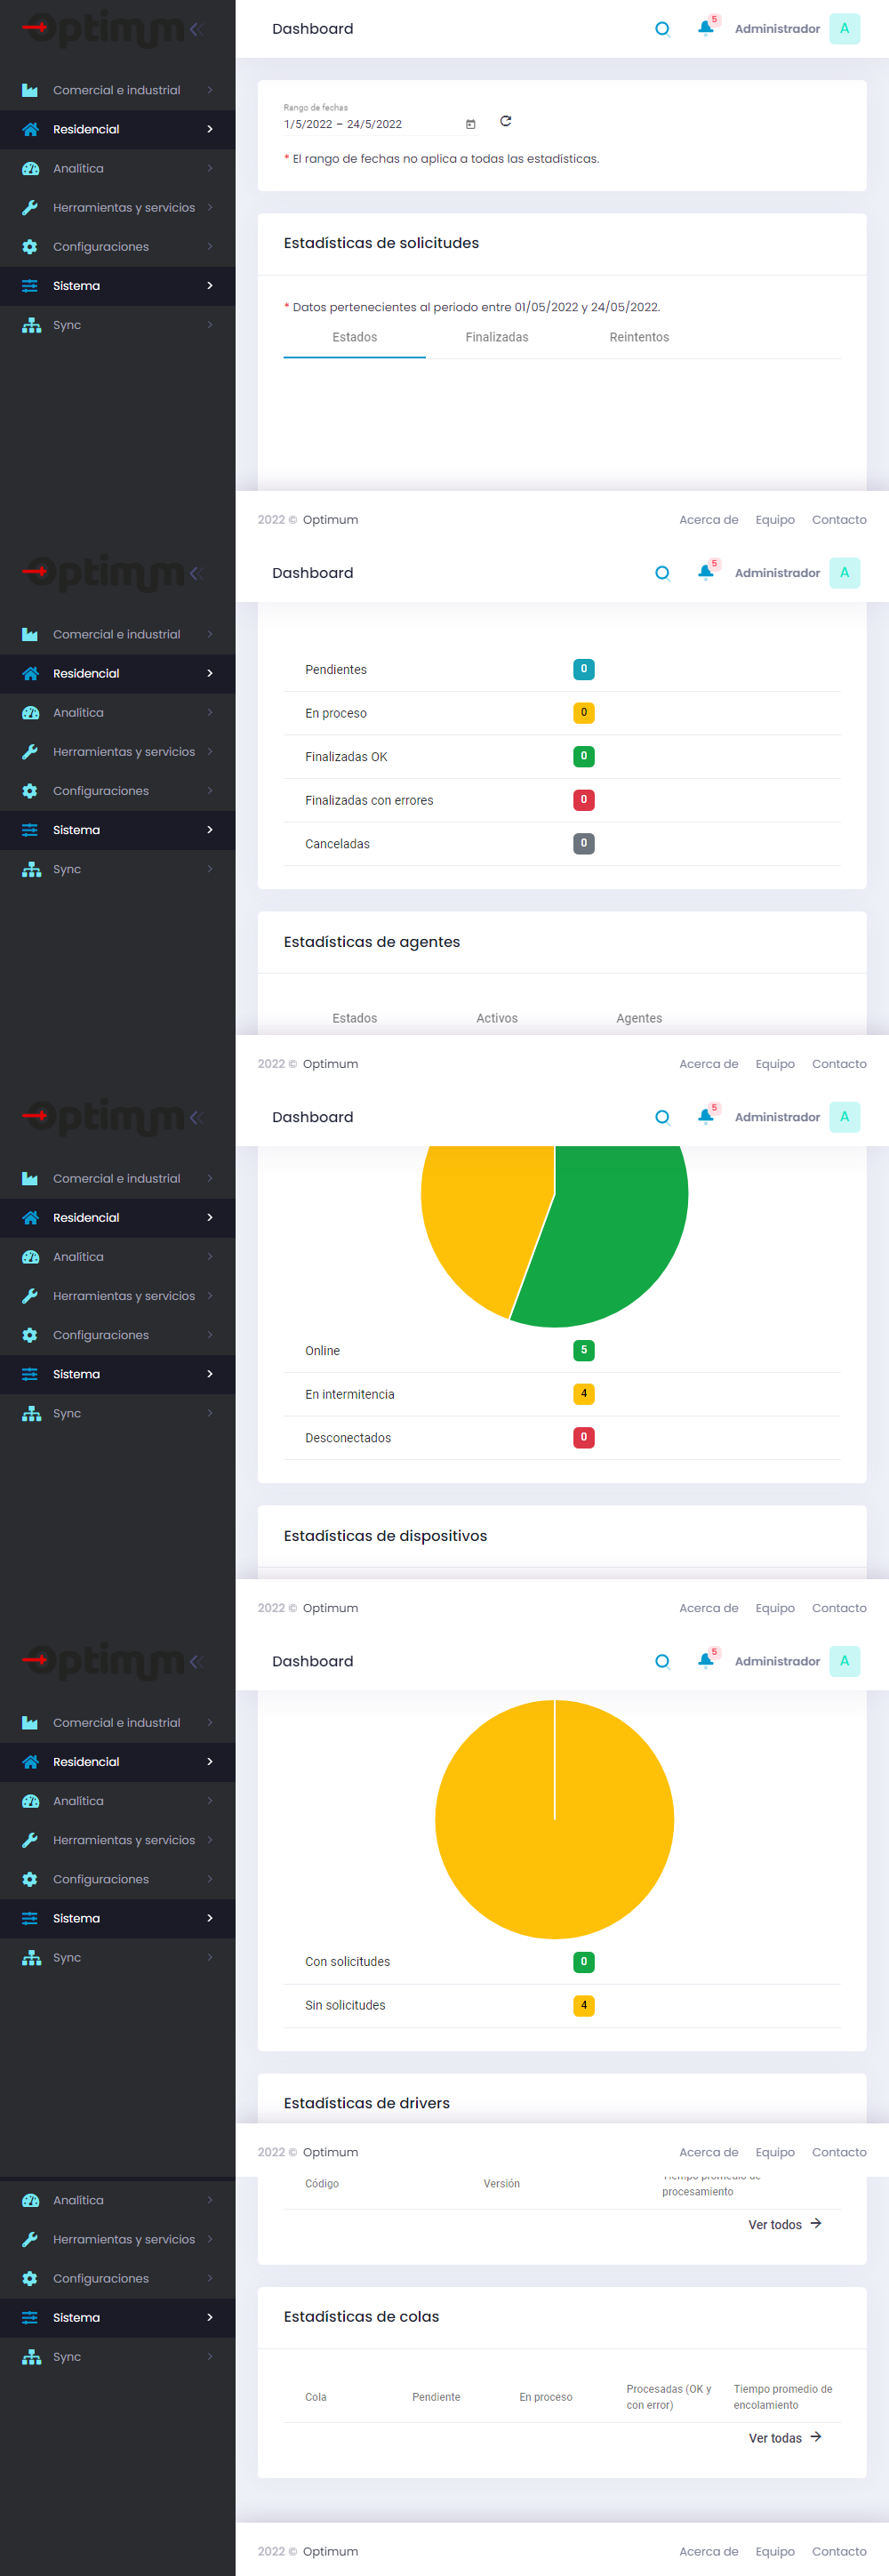 Optimum
Dashboard
5
Administrador
A
Comercial e industrial
Residencial
Analítica
Herramientas y servicios
Configuraciones
Sistema
Sync
Rango de fechas
1/5/2022 – 24/5/2022
* El rango de fechas no aplica a todas las estadísticas.
Estadísticas de solicitudes
* Datos pertenecientes al periodo entre 01/05/2022 y 24/05/2022.
Estados Finalizadas Reintentos
2022 © Optimum
Acerca de Equipo Contacto
Optimum
Dashboard
5
Administrador
A
Comercial e industrial
Residencial
Analítica
Herramientas y servicios
Configuraciones
Sistema
Sync
Pendientes 0
En proceso 0
Finalizadas OK 0
Finalizadas con errores 0
Canceladas 0
Estadísticas de agentes
Estados Activos Agentes
2022 © Optimum
Acerca de Equipo Contacto
Optimum
Dashboard
5
Administrador
A
Comercial e industrial
Residencial
Analítica
Herramientas y servicios
Configuraciones
Sistema
Sync
Online 5
En intermitencia 4
Desconectados 0
Estadísticas de dispositivos
2022 © Optimum
Acerca de Equipo Contacto
Optimum
Dashboard
5
Administrador
A
Comercial e industrial
Residencial
Analítica
Herramientas y servicios
Configuraciones
Sistema
Sync
Con solicitudes 0
Sin solicitudes 4
Estadísticas de drivers
2022 © Optimum
Acerca de Equipo Contacto
Analítica
Herramientas y servicios
Configuraciones
Sistema
Sync
Código Versión Tiempo promedio de
procesamiento
Ver todos
Estadísticas de colas
Cola Pendiente En proceso Procesadas (OK y Tiempo promedio de
con error) encolamiento
Ver todas
2022 © Optimum
Acerca de Equipo Contacto